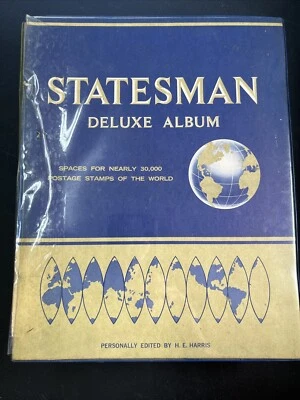 STATESMAN
DELUXE ALBUM
SPACES FOR NEARLY 30,000
POSTAGE STAMPS OF THE WORLD
PERSONALLY EDITED BY H. E. HARRIS